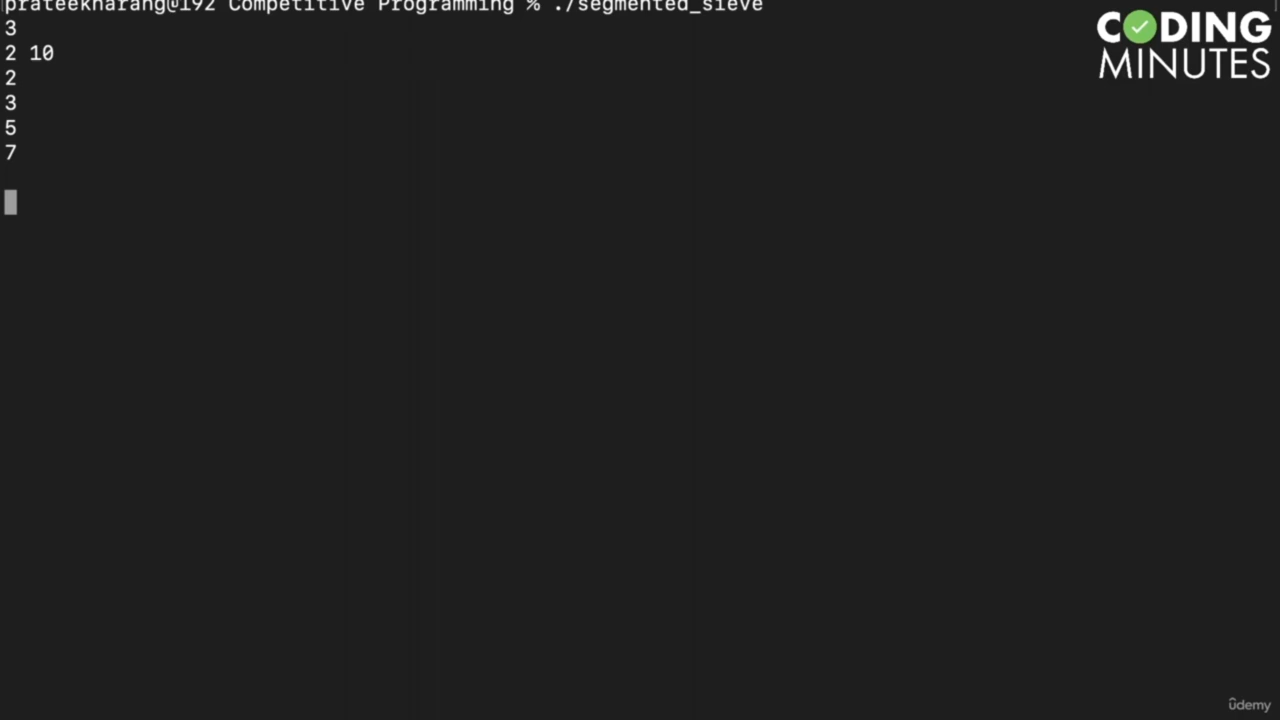 prateeknarang@192 Competitive Programming % ./segmented_sieve
3
2 10
2
3
5
7
CODING
MINUTES
ûdemy